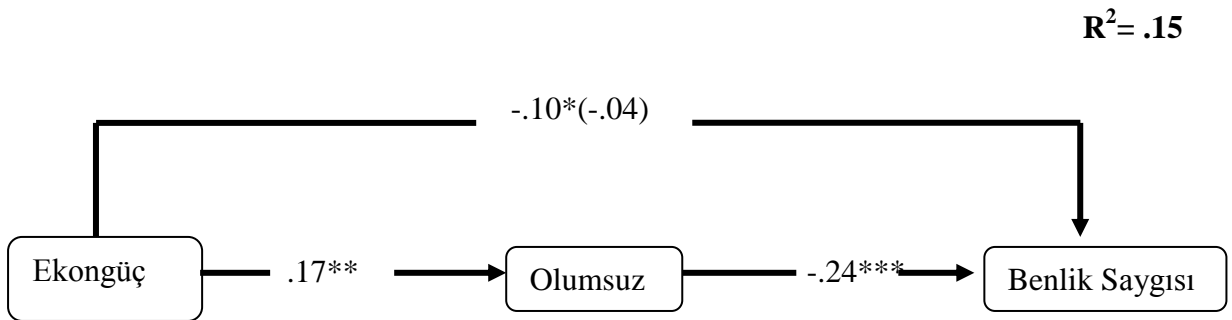 R²= .15
-.10*(-.04)
Ekongüç
.17**
Olumsuz
-.24***
Benlik Saygısı